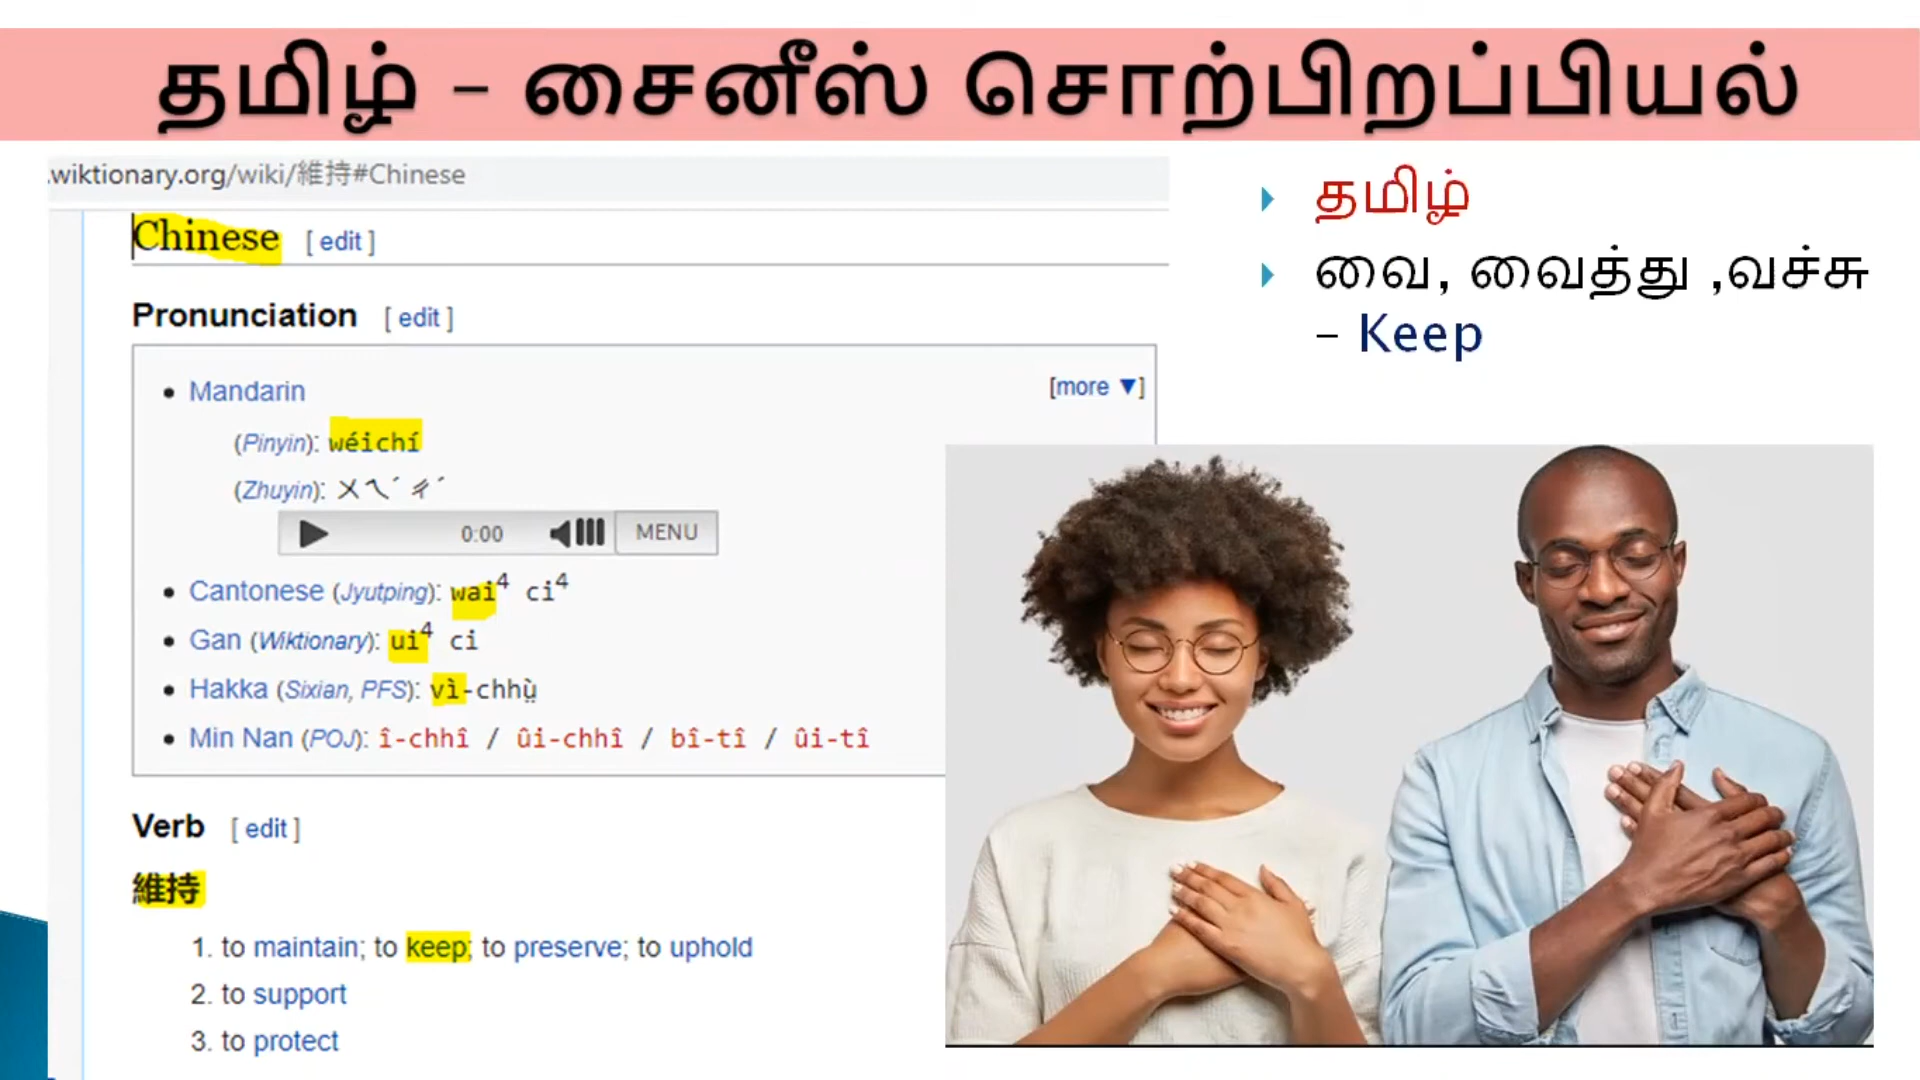 தமிழ் – சைனீஸ் சொற்பிறப்பியல்
.wiktionary.org/wiki/維持#Chinese
Chinese [ edit ]
Pronunciation [ edit ]
Mandarin [more ▼]
(Pinyin): wéichí
(Zhuyin): ㄨㄟˊ ㄔˊ
0:00 MENU
Cantonese (Jyutping): wai⁴ ci⁴
Gan (Wiktionary): ui⁴ ci
Hakka (Sixian, PFS): vì-chhṳ̀
Min Nan (POJ): î-chhî / ûi-chhî / bî-tî / ûi-tî
Verb [ edit ]
維持
1. to maintain; to keep; to preserve; to uphold
2. to support
3. to protect
தமிழ்
வை, வைத்து ,வச்சு
– Keep